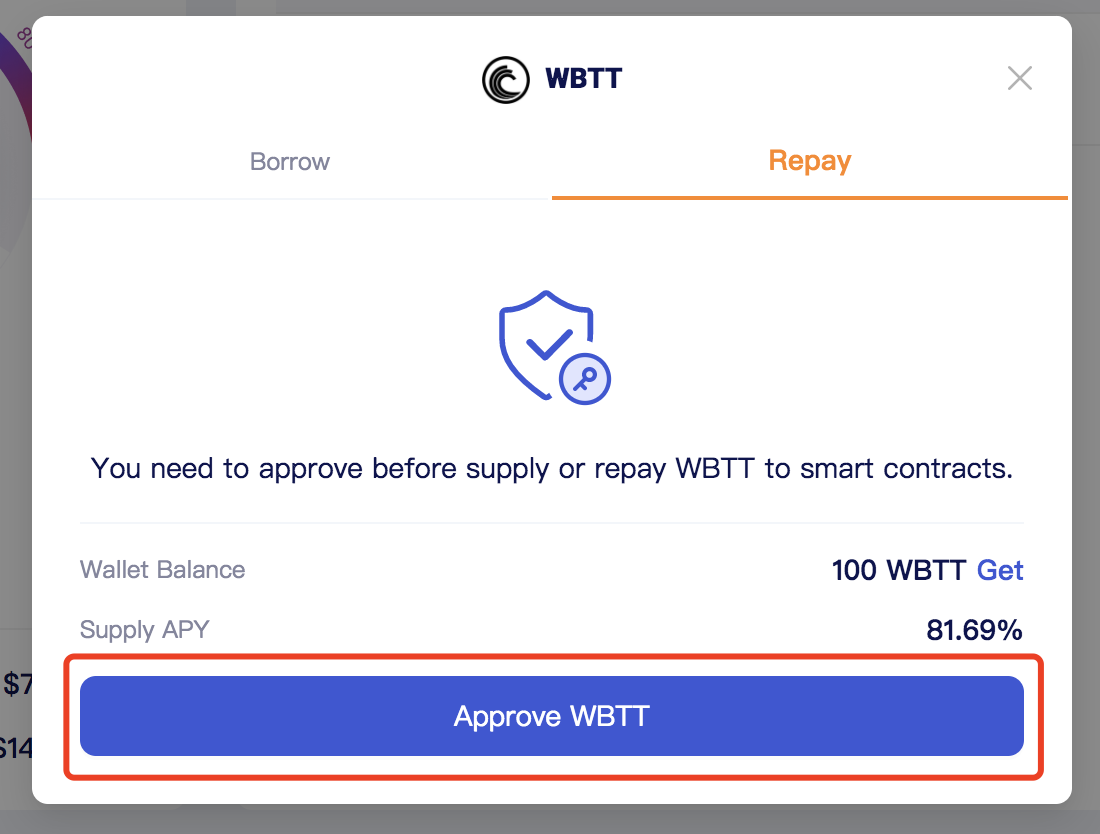 WBTT
Borrow
Repay
You need to approve before supply or repay WBTT to smart contracts.
Wallet Balance
100 WBTT Get
Supply APY
81.69%
$7
$14
Approve WBTT